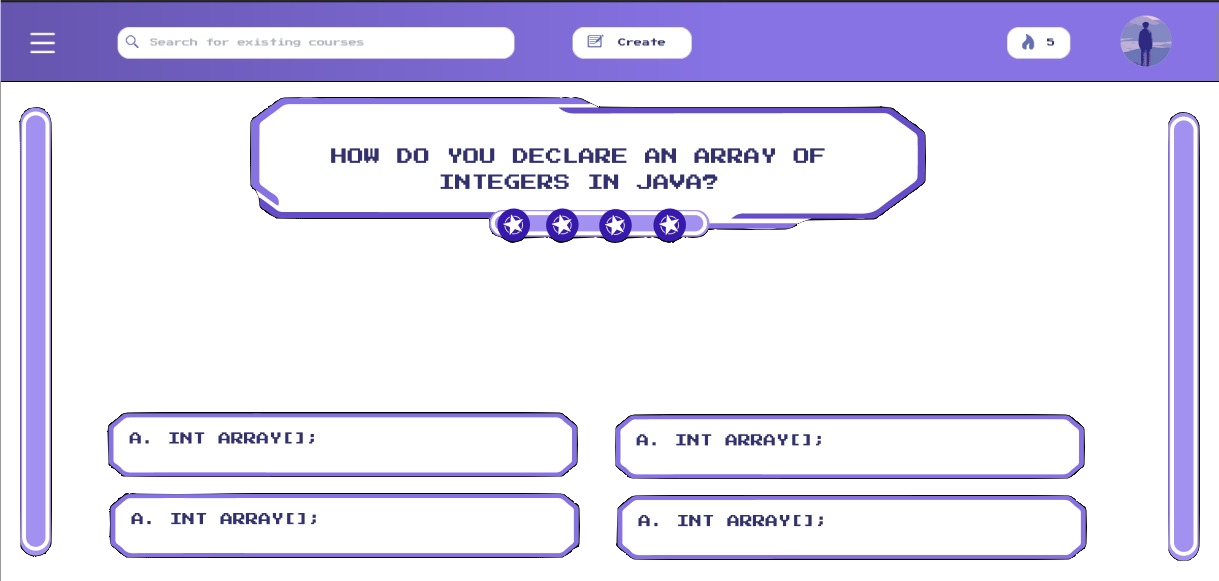 Search for existing courses
Create
5
HOW DO YOU DECLARE AN ARRAY OF
INTEGERS IN JAVA?
A. INT ARRAY[];
A. INT ARRAY[];
A. INT ARRAY[];
A. INT ARRAY[];